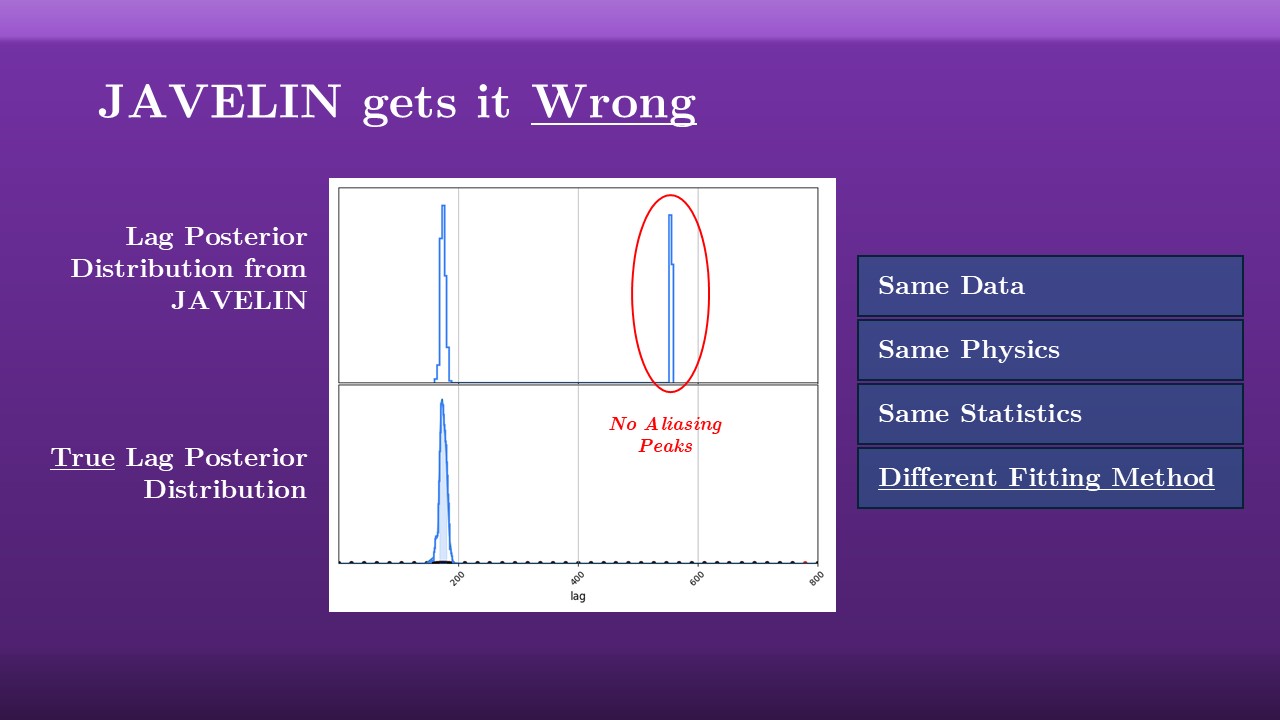 JAVELIN gets it Wrong
Lag Posterior
Distribution from
JAVELIN
True Lag Posterior
Distribution
No Aliasing
Peaks
200
400
600
800
lag
Same Data
Same Physics
Same Statistics
Different Fitting Method